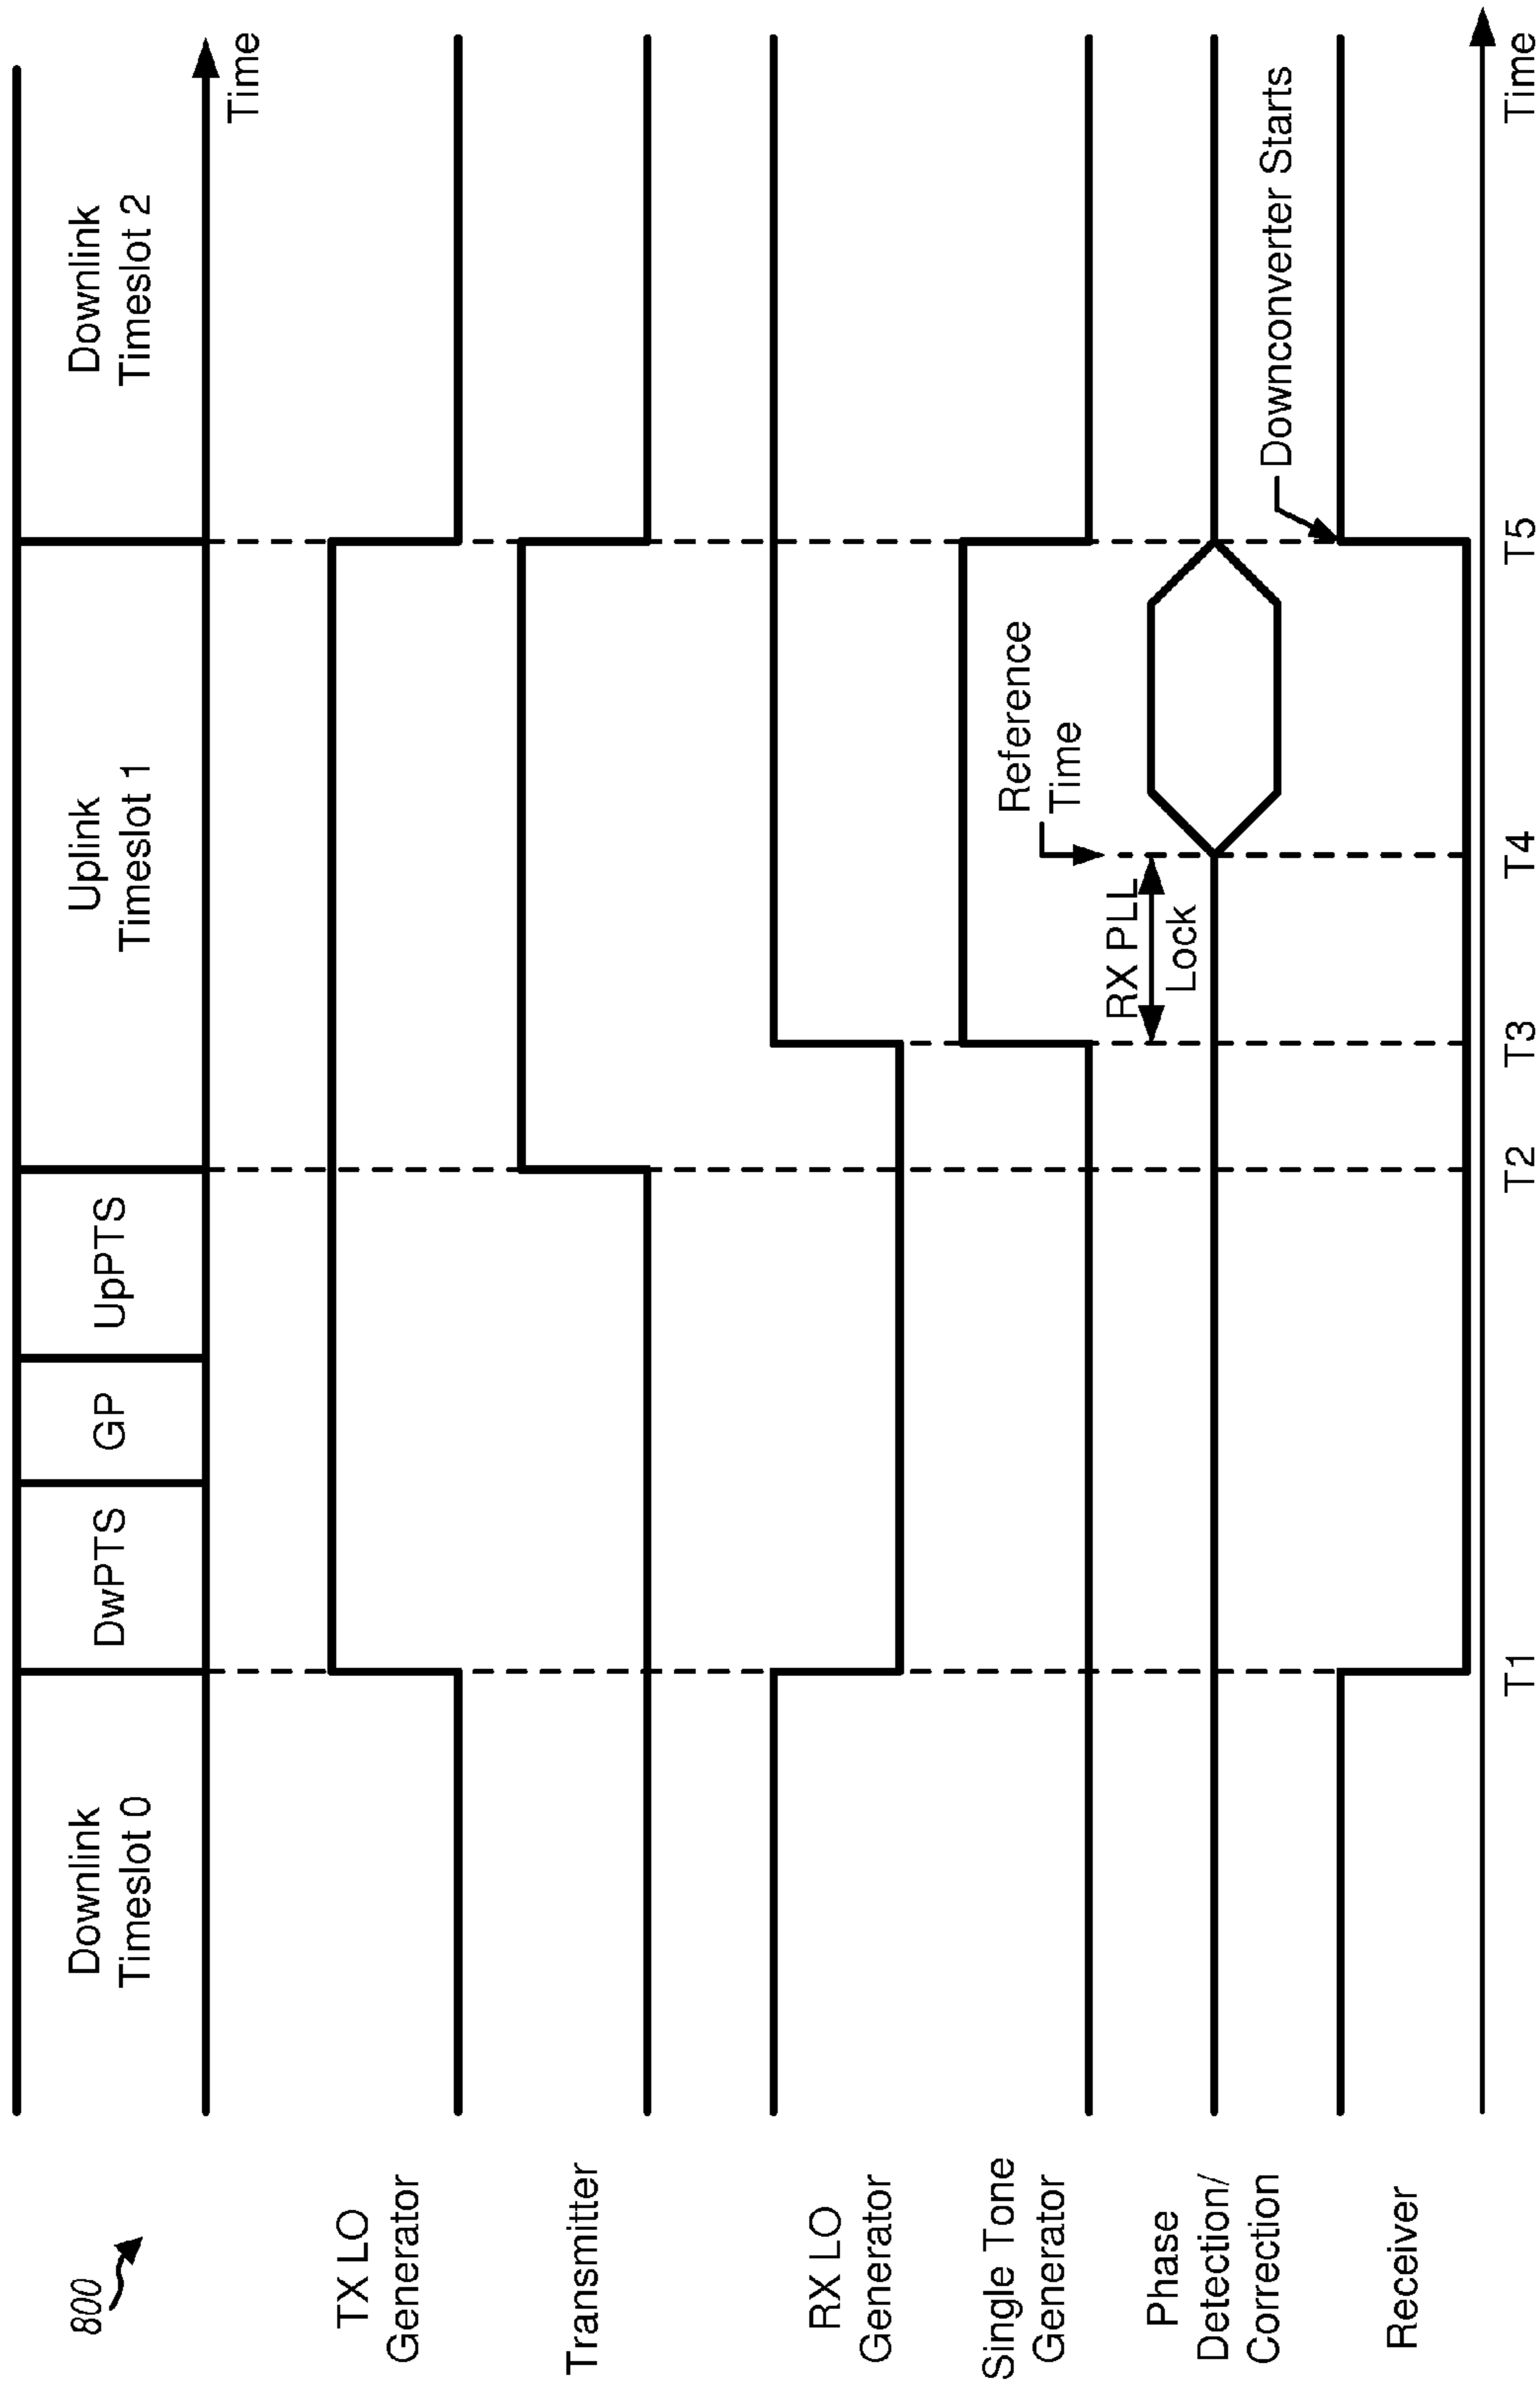 800
Downlink
Timeslot 0
DwPTS
GP
UpPTS
Uplink
Timeslot 1
Downlink
Timeslot 2
Time
TX LO
Generator
Transmitter
RX LO
Generator
Single Tone
Generator
Reference
Time
Phase
Detection/
Correction
RX PLL
Lock
Downconverter Starts
Receiver
T1
T2
T3
T4
T5
Time